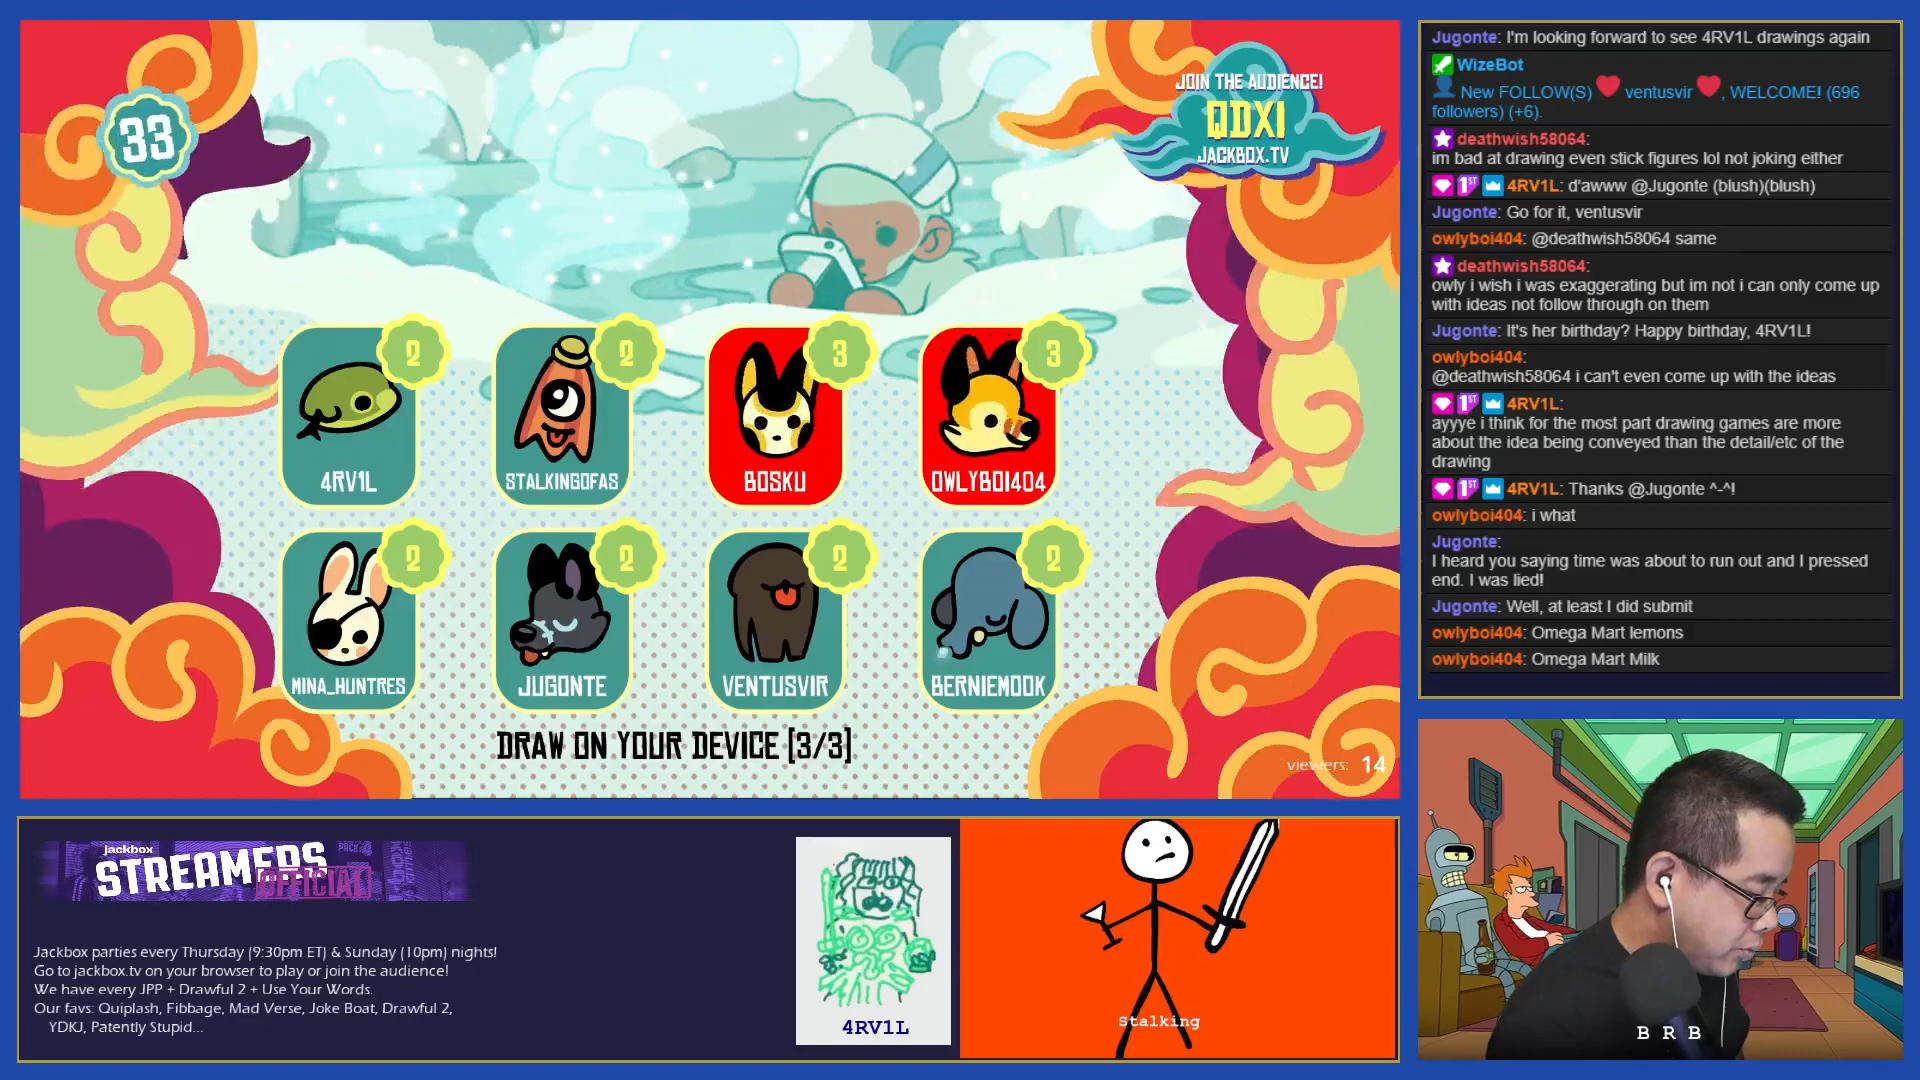 33
JOIN THE AUDIENCE!
QDXI
JACKBOX.TV
2
2
3
3
4RV1L
STALKINGOFAS
BOSKU
OWLYBOI404
2
2
2
2
MINA_HUNTRES
JUGONTE
VENTUSVIR
BERNIEMOOK
DRAW ON YOUR DEVICE [3/3]
viewers: 14
Jugonte: I'm looking forward to see 4RV1L drawings again
WizeBot
New FOLLOW(S) ventusvir , WELCOME! (696
followers) (+6).
deathwish58064:
im bad at drawing even stick figures lol not joking either
1ST 4RV1L: d'awww @Jugonte (blush)(blush)
Jugonte: Go for it, ventusvir
owlyboi404: @deathwish58064 same
deathwish58064:
owly i wish i was exaggerating but im not i can only come up
with ideas not follow through on them
Jugonte: It's her birthday? Happy birthday, 4RV1L!
owlyboi404:
@deathwish58064 i can't even come up with the ideas
1ST 4RV1L:
ayyye i think for the most part drawing games are more
about the idea being conveyed than the detail/etc of the
drawing
1ST 4RV1L: Thanks @Jugonte ^-^!
owlyboi404: i what
Jugonte:
I heard you saying time was about to run out and I pressed
end. I was lied!
Jugonte: Well, at least I did submit
owlyboi404: Omega Mart lemons
owlyboi404: Omega Mart Milk
jackbox
STREAMERS
OFFICIAL
Jackbox parties every Thursday (9:30pm ET) & Sunday (10pm) nights!
Go to jackbox.tv on your browser to play or join the audience!
We have every JPP + Drawful 2 + Use Your Words.
Our favs: Quiplash, Fibbage, Mad Verse, Joke Boat, Drawful 2,
YDKJ, Patently Stupid...
4RV1L
Stalking
B R B